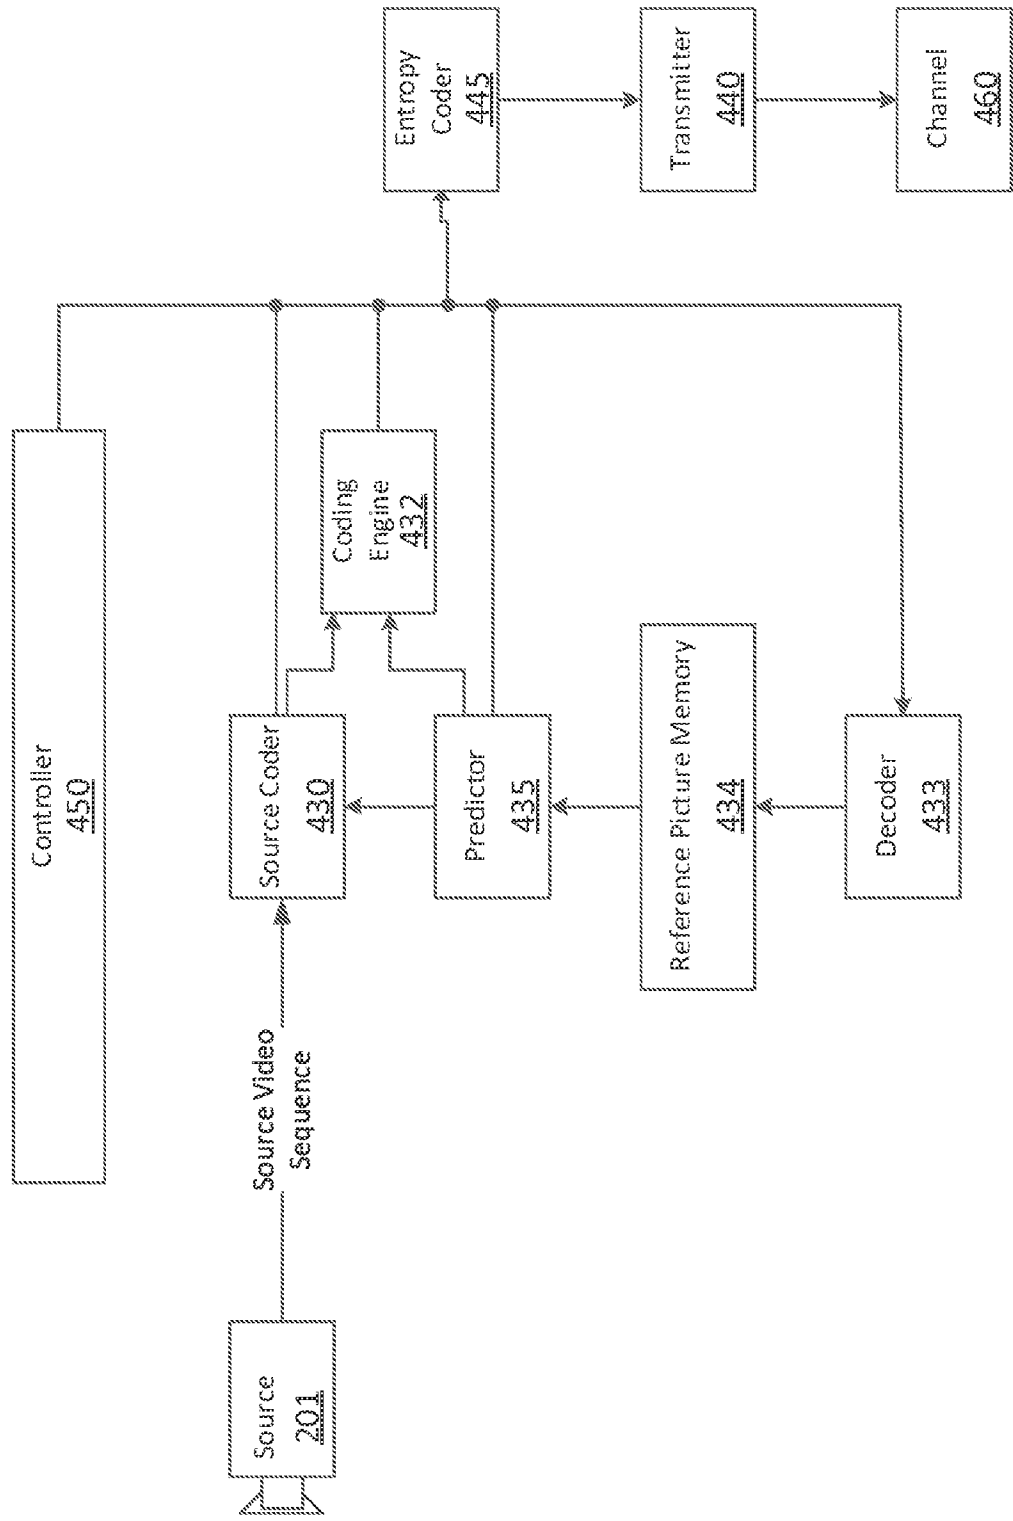 Controller
450
Source
201
Source Video
Sequence
Source Coder
430
Coding
Engine
432
Predictor
435
Reference Picture Memory
434
Decoder
433
Entropy
Coder
445
Transmitter
440
Channel
460